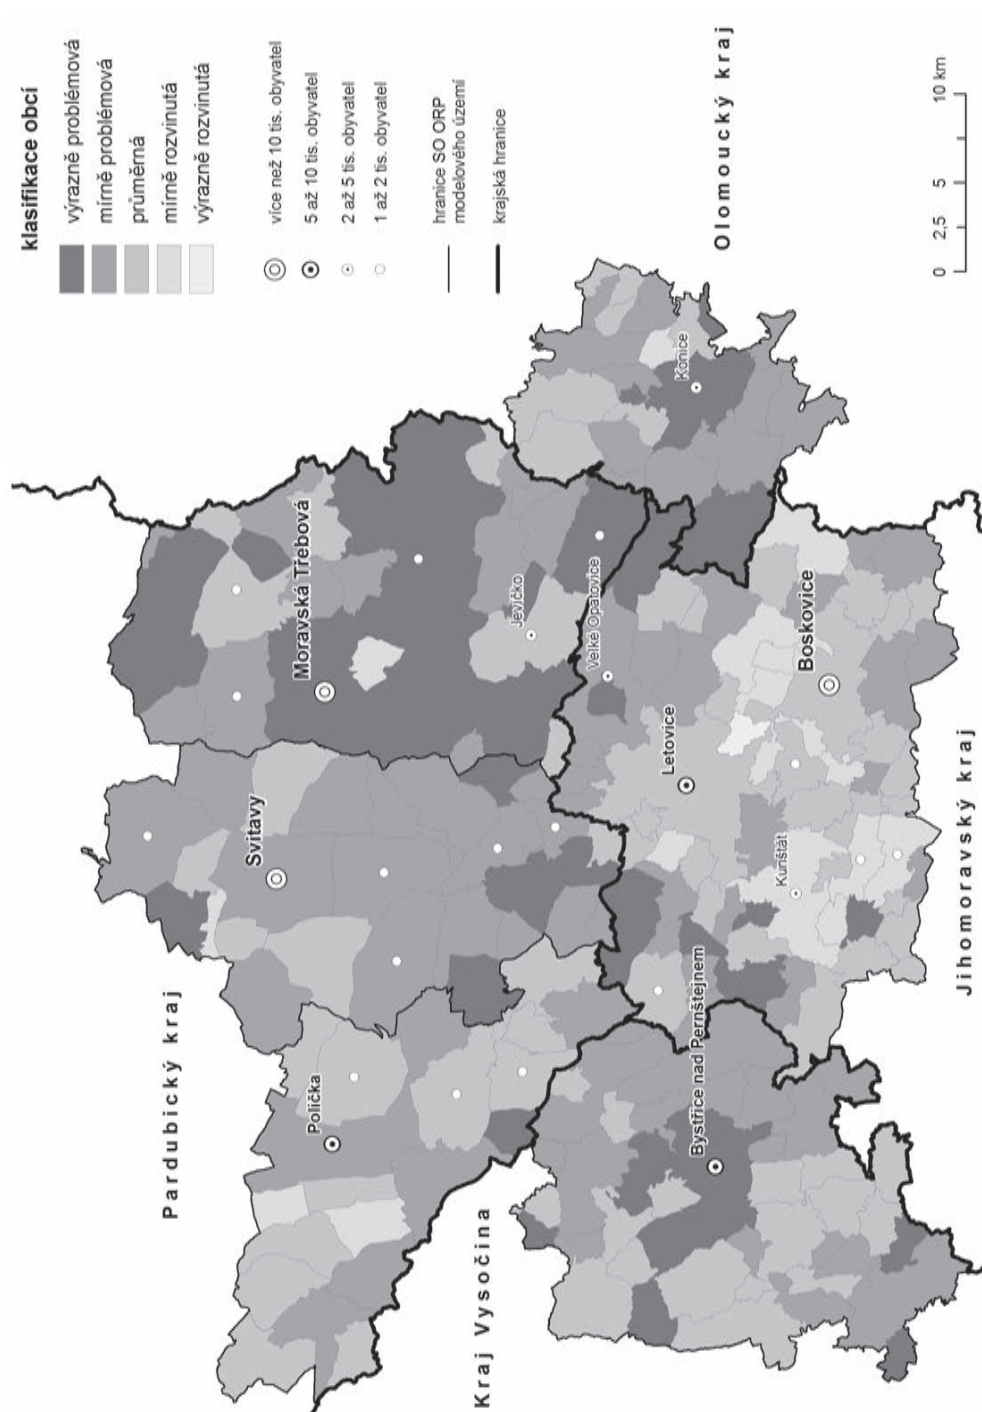 klasifikace obcí
výrazně problémová
mírně problémová
průměrná
mírně rozvinutá
výrazně rozvinutá
více než 10 tis. obyvatel
5 až 10 tis. obyvatel
2 až 5 tis. obyvatel
1 až 2 tis. obyvatel
hranice SO ORP
modelového území
krajská hranice
0 2,5 5 10 km
Pardubický kraj
Olomoucký kraj
Kraj Vysočina
Jihomoravský kraj
Polička
Svitavy
Moravská Třebová
Jevíčko
Konice
Velké Opatovice
Letovice
Boskovice
Kunštát
Bystřice nad Pernštejnem